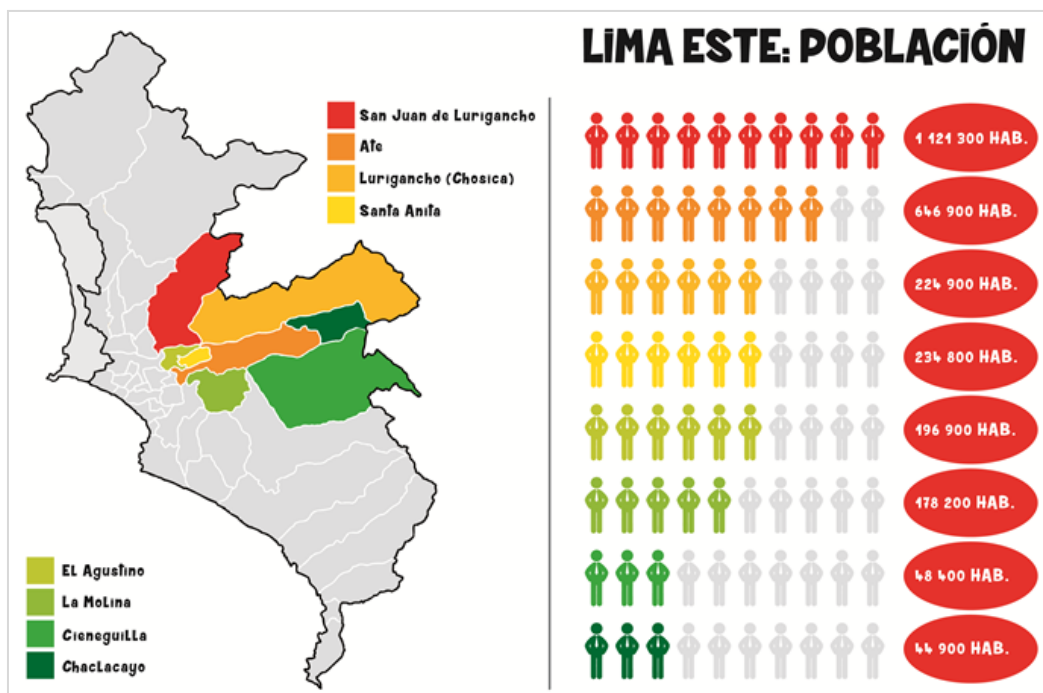 LIMA ESTE: POBLACIÓN
San Juan de Lurigancho
Ate
Lurigancho (Chosica)
Santa Anita
EL Agustino
La Molina
Cieneguilla
Chaclacayo
1 121 300 HAB.
646 900 HAB.
224 900 HAB.
234 800 HAB.
196 900 HAB.
178 200 HAB.
48 400 HAB.
44 900 HAB.